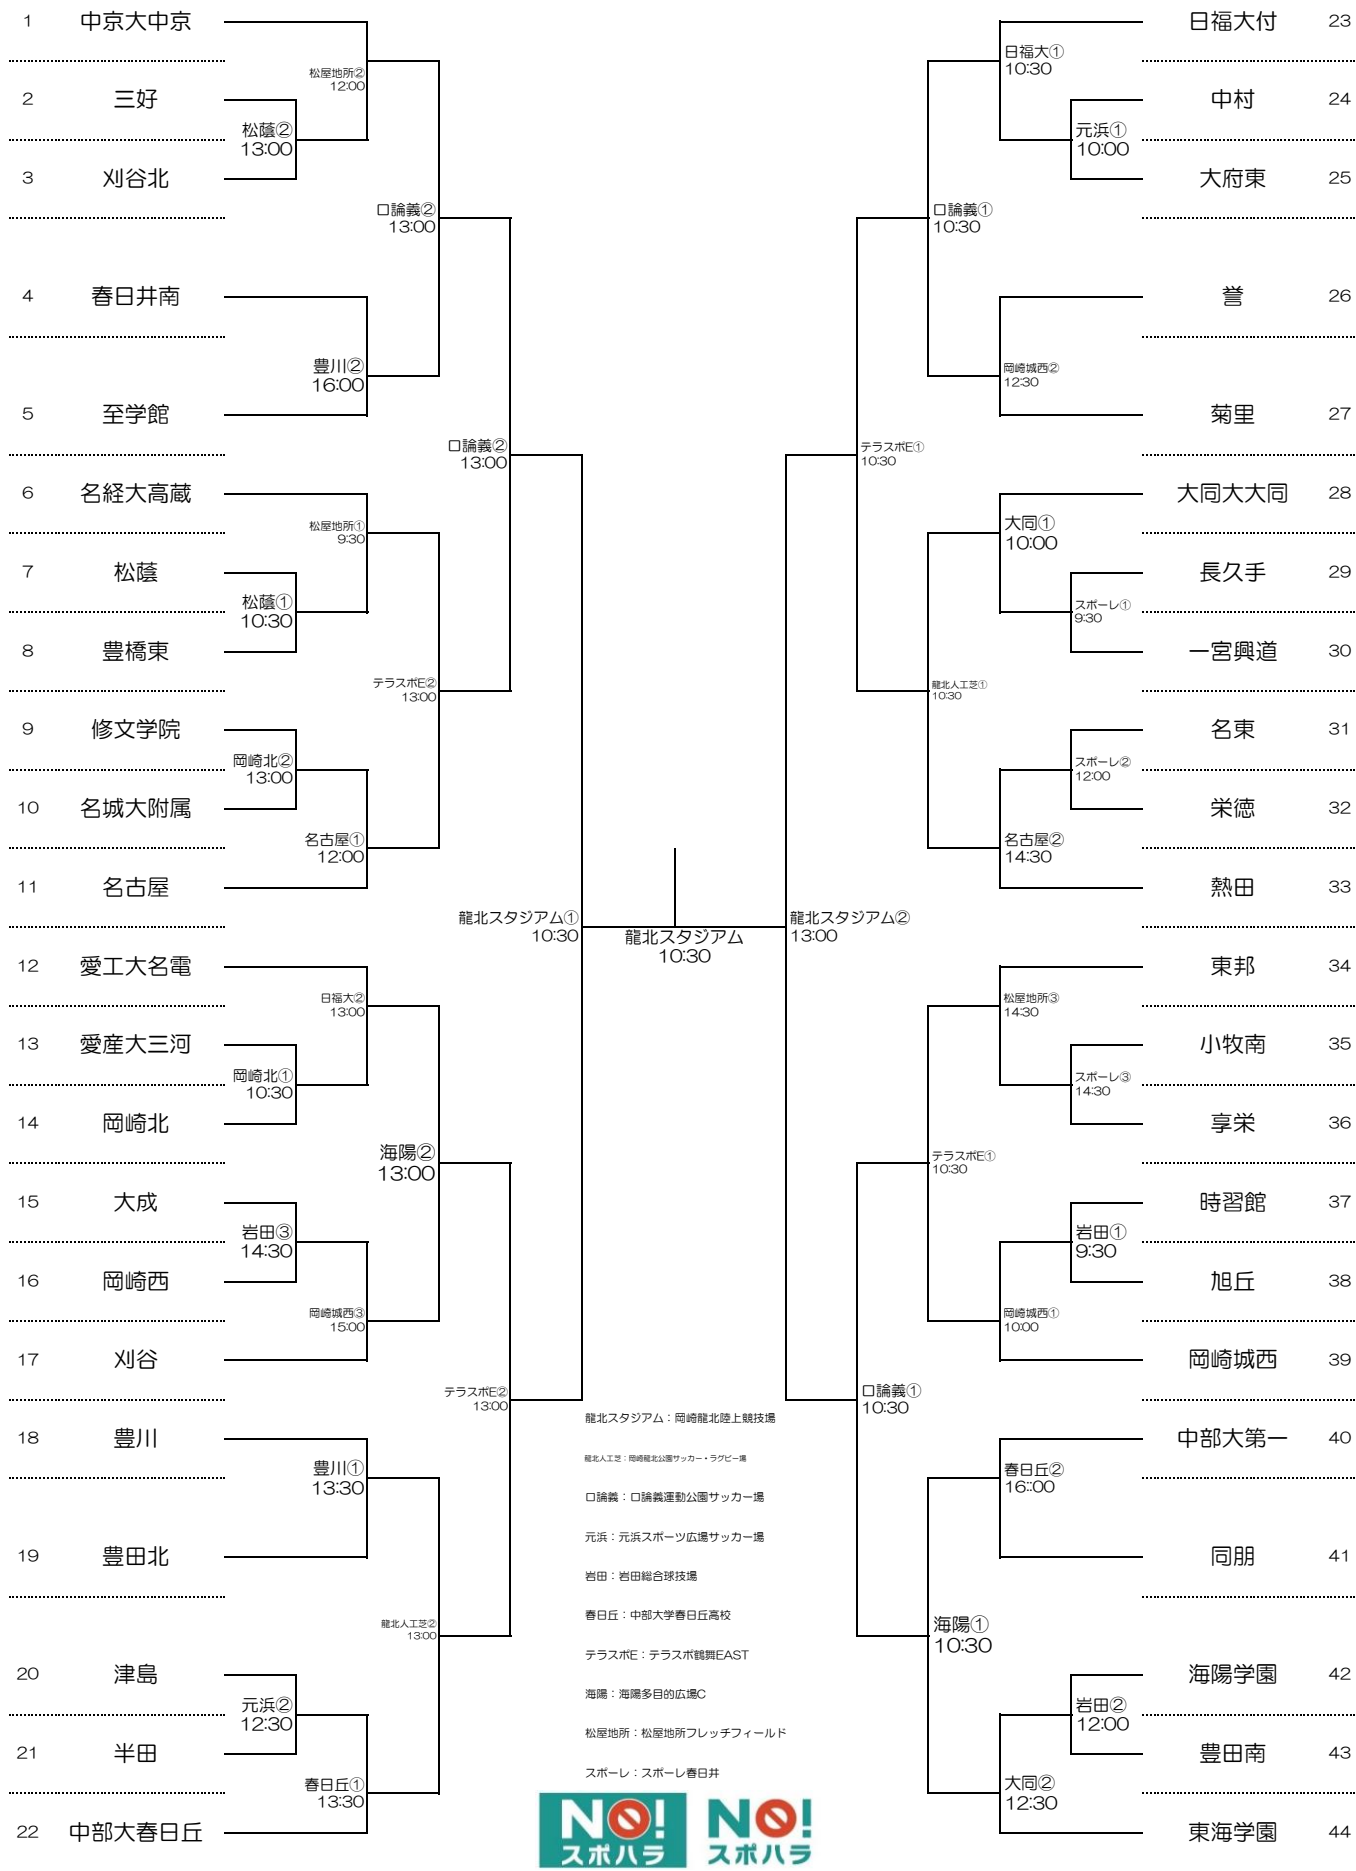 1 中京大中京
松屋地所②
12:00
2 三好
松蔭②
13:00
3 刈谷北
口論義②
13:00
4 春日井南
豊川②
16:00
5 至学館
口論義②
13:00
6 名経大高蔵
松屋地所①
9:30
7 松蔭
松蔭①
10:30
8 豊橋東
テラスポE②
13:00
9 修文学院
岡崎北②
13:00
10 名城大附属
名古屋①
12:00
11 名古屋
龍北スタジアム①
10:30
12 愛工大名電
日福大②
13:00
13 愛産大三河
岡崎北①
10:30
14 岡崎北
海陽②
13:00
15 大成
岩田③
14:30
16 岡崎西
岡崎城西③
15:00
17 刈谷
テラスポE②
13:00
18 豊川
豊川①
13:30
19 豊田北
龍北人工芝②
13:00
20 津島
元浜②
12:30
21 半田
春日丘①
13:30
22 中部大春日丘
龍北スタジアム
10:30
日福大付 23
日福大①
10:30
中村 24
元浜①
10:00
大府東 25
口論義①
10:30
誉 26
岡崎城西②
12:30
菊里 27
テラスポE①
10:30
大同大大同 28
大同①
10:00
長久手 29
スポーレ①
9:30
一宮興道 30
龍北人工芝①
10:30
名東 31
スポーレ②
12:00
栄徳 32
名古屋②
14:30
熱田 33
龍北スタジアム②
13:00
東邦 34
松屋地所③
14:30
小牧南 35
スポーレ③
14:30
享栄 36
テラスポE①
10:30
時習館 37
岩田①
9:30
旭丘 38
岡崎城西①
10:00
岡崎城西 39
口論義①
10:30
中部大第一 40
春日丘②
16:00
同朋 41
海陽①
10:30
海陽学園 42
岩田②
12:00
豊田南 43
大同②
12:30
東海学園 44
龍北スタジアム：岡崎龍北陸上競技場
龍北人工芝：岡崎龍北公園サッカー・ラグビー場
口論義：口論義運動公園サッカー場
元浜：元浜スポーツ広場サッカー場
岩田：岩田総合球技場
春日丘：中部大学春日丘高校
テラスポE：テラスポ鶴舞EAST
海陽：海陽多目的広場C
松屋地所：松屋地所フレッチフィールド
スポーレ：スポーレ春日井
NO!
スポハラ
NO!
スポハラ